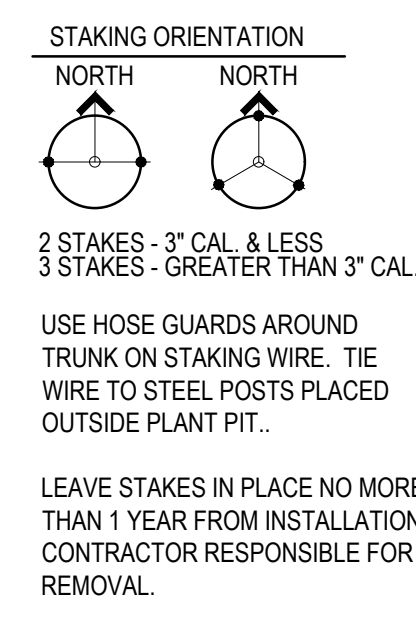 STAKING ORIENTATION
NORTH NORTH
2 STAKES - 3" CAL. & LESS
3 STAKES - GREATER THAN 3" CAL.
USE HOSE GUARDS AROUND
TRUNK ON STAKING WIRE. TIE
WIRE TO STEEL POSTS PLACED
OUTSIDE PLANT PIT..
LEAVE STAKES IN PLACE NO MORE
THAN 1 YEAR FROM INSTALLATION
CONTRACTOR RESPONSIBLE FOR
REMOVAL.